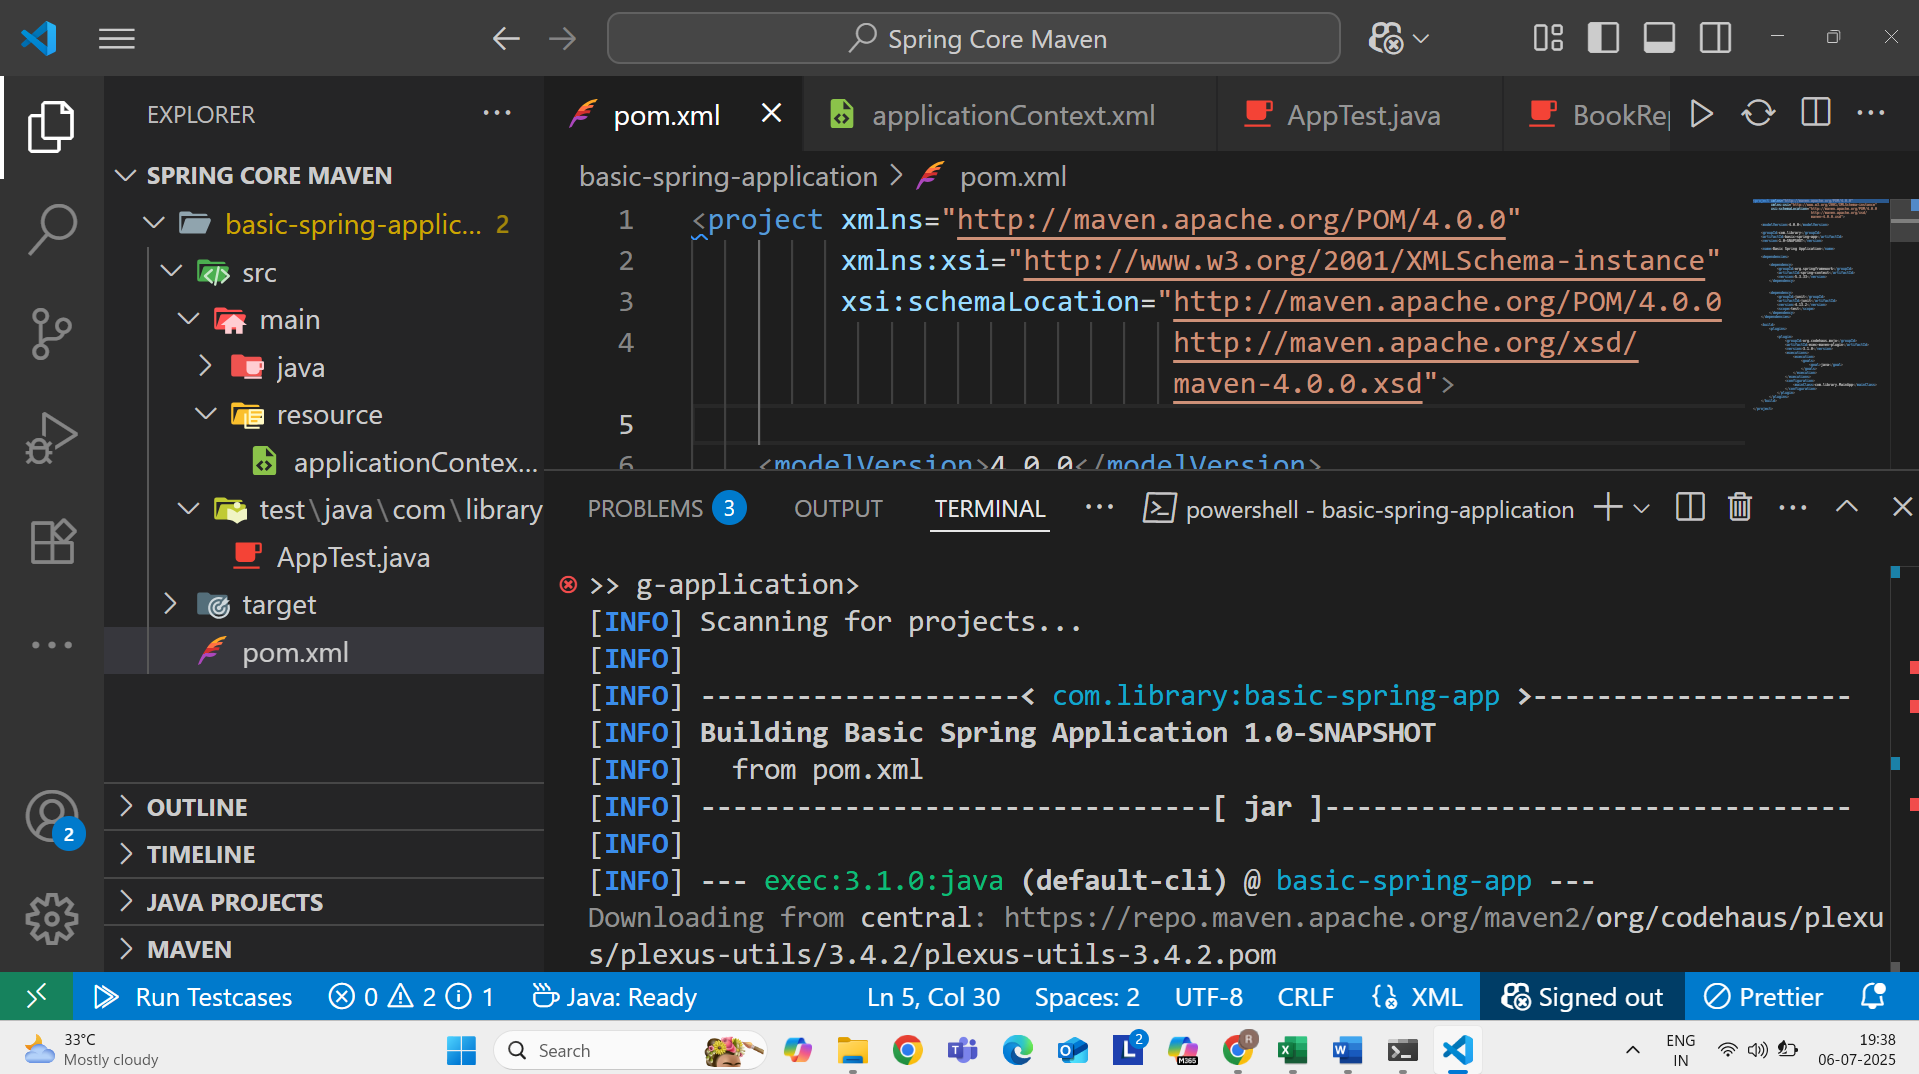 Spring Core Maven
EXPLORER
SPRING CORE MAVEN
basic-spring-applic... 2
src
main
java
resource
applicationContex...
test\java\com\library
AppTest.java
target
pom.xml
OUTLINE
TIMELINE
JAVA PROJECTS
MAVEN
2
pom.xml
applicationContext.xml
AppTest.java
BookRep
basic-spring-application > pom.xml
1 <project xmlns="http://maven.apache.org/POM/4.0.0"
2 xmlns:xsi="http://www.w3.org/2001/XMLSchema-instance"
3 xsi:schemaLocation="http://maven.apache.org/POM/4.0.0
4 http://maven.apache.org/xsd/
maven-4.0.0.xsd">
5
6 <modelVersion>4.0.0</modelVersion>
PROBLEMS 3 OUTPUT TERMINAL ... powershell - basic-spring-application
>> g-application>
[INFO] Scanning for projects...
[INFO]
[INFO] --------------------< com.library:basic-spring-app >--------------------
[INFO] Building Basic Spring Application 1.0-SNAPSHOT
[INFO]   from pom.xml
[INFO] --------------------------------[ jar ]---------------------------------
[INFO]
[INFO] --- exec:3.1.0:java (default-cli) @ basic-spring-app ---
Downloading from central: https://repo.maven.apache.org/maven2/org/codehaus/plexu
s/plexus-utils/3.4.2/plexus-utils-3.4.2.pom
Run Testcases 0 2 1 Java: Ready Ln 5, Col 30 Spaces: 2 UTF-8 CRLF XML Signed out Prettier
33°C
Mostly cloudy
Search
2
M365
R
ENG
IN
19:38
06-07-2025